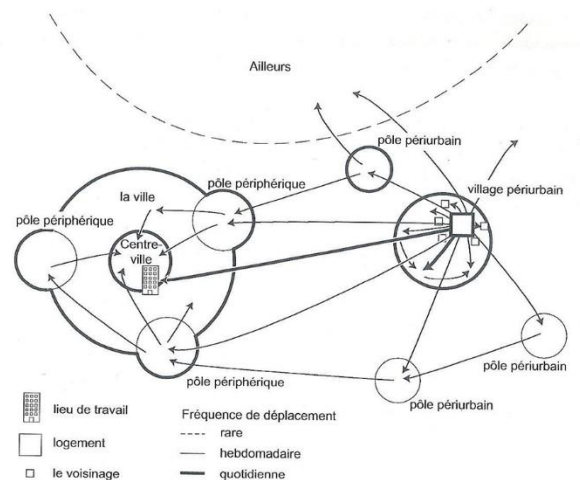 Ailleurs
pôle périurbain
village périurbain
pôle périphérique
la ville
pôle périphérique
Centre-
ville
pôle périphérique
pôle périurbain
pôle périurbain
lieu de travail
logement
le voisinage
Fréquence de déplacement
rare
hebdomadaire
quotidienne